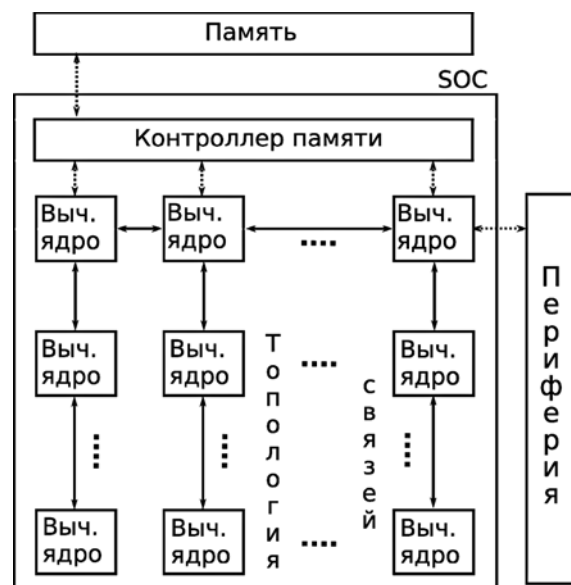 Память
SOC
Контроллер памяти
Выч.
ядро
Выч.
ядро
Выч.
ядро
....
Выч.
ядро
Выч.
ядро
Выч.
ядро
....
Топология
связей
Периферия
....
....
....
Выч.
ядро
Выч.
ядро
Выч.
ядро
....